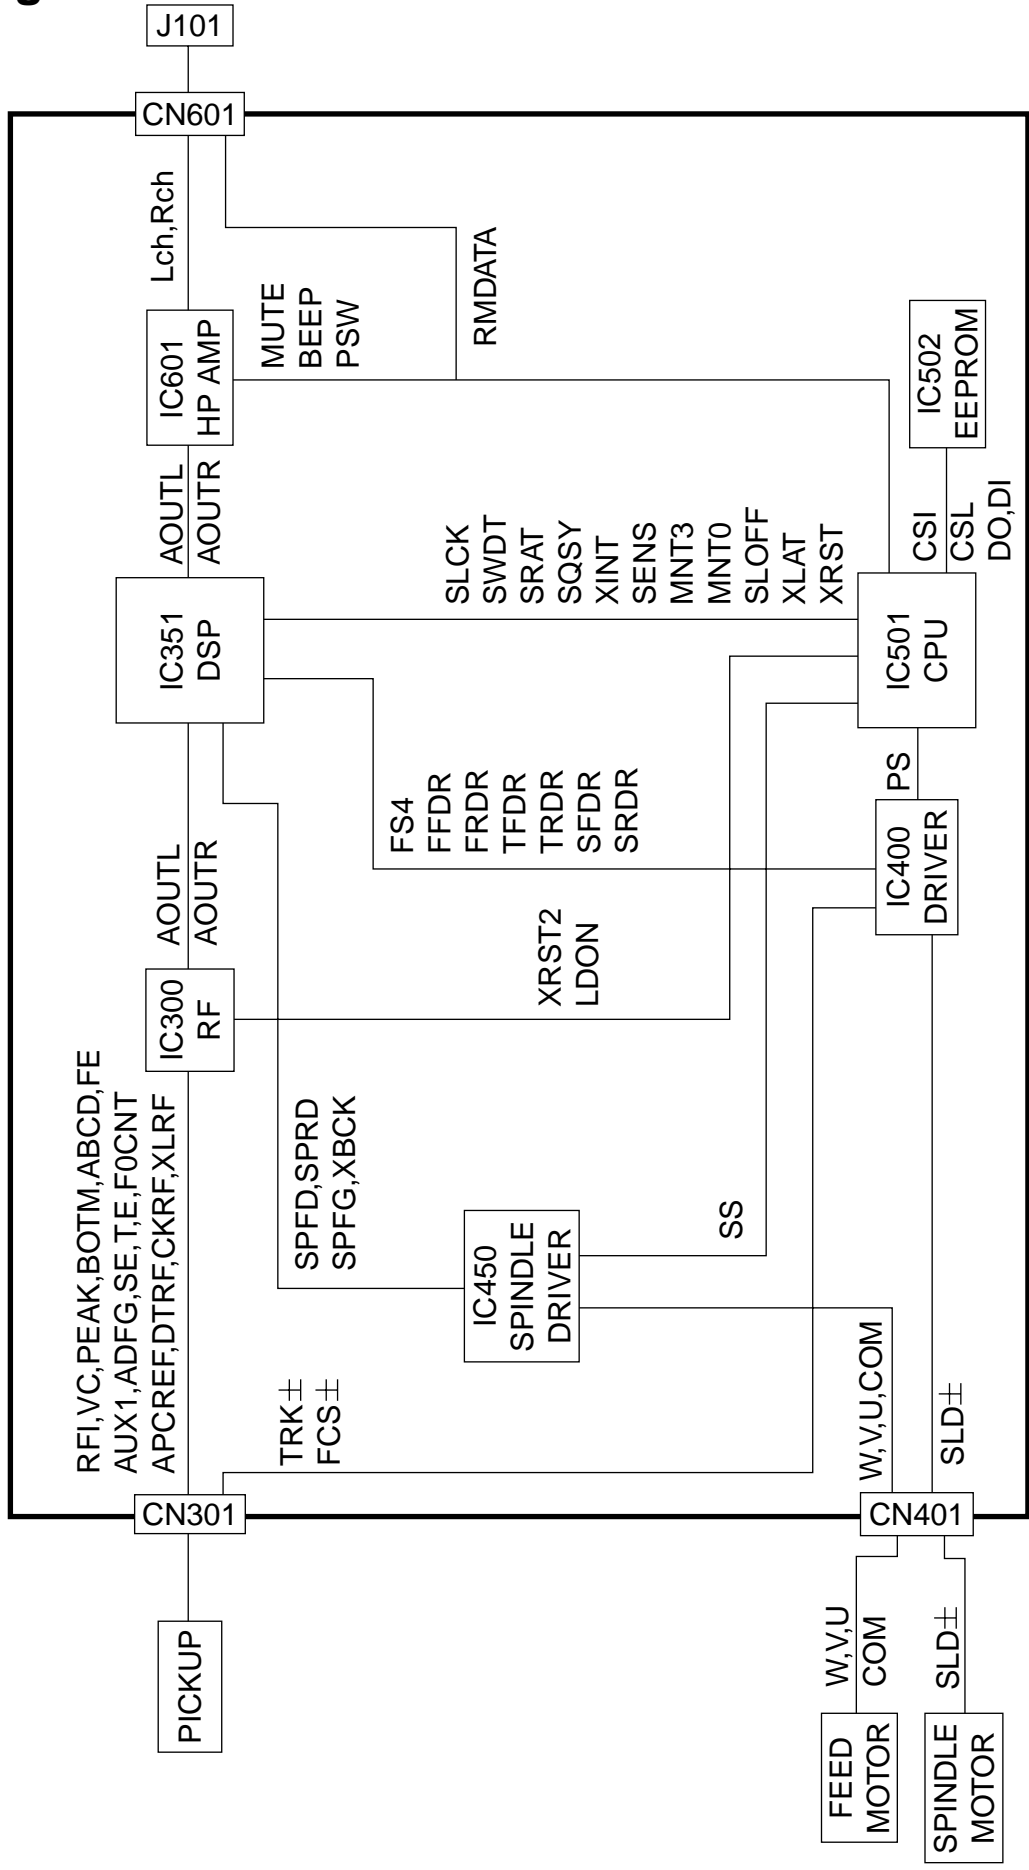 g
J101
CN601
Lch,Rch
IC601
HP AMP
MUTE
BEEP
PSW
RMDATA
IC502
EEPROM
AOUTL
AOUTR
IC351
DSP
SLCK
SWDT
SRAT
SQSY
XINT
SENS
MNT3
MNT0
SLOFF
XLAT
XRST
CSI
CSL
DO,DI
IC501
CPU
PS
FS4
FFDR
FRDR
TFDR
TRDR
SFDR
SRDR
IC400
DRIVER
AOUTL
AOUTR
IC300
RF
XRST2
LDON
RFI,VC,PEAK,BOTM,ABCD,FE
AUX1,ADFG,SE,T,E,F0CNT
APCREF,DTRF,CKRF,XLRF
SPFD,SPRD
SPFG,XBCK
IC450
SPINDLE
DRIVER
SS
TRK±
FCS±
W,V,U,COM
SLD±
CN301
CN401
PICKUP
W,V,U
COM
SLD±
FEED
MOTOR
SPINDLE
MOTOR